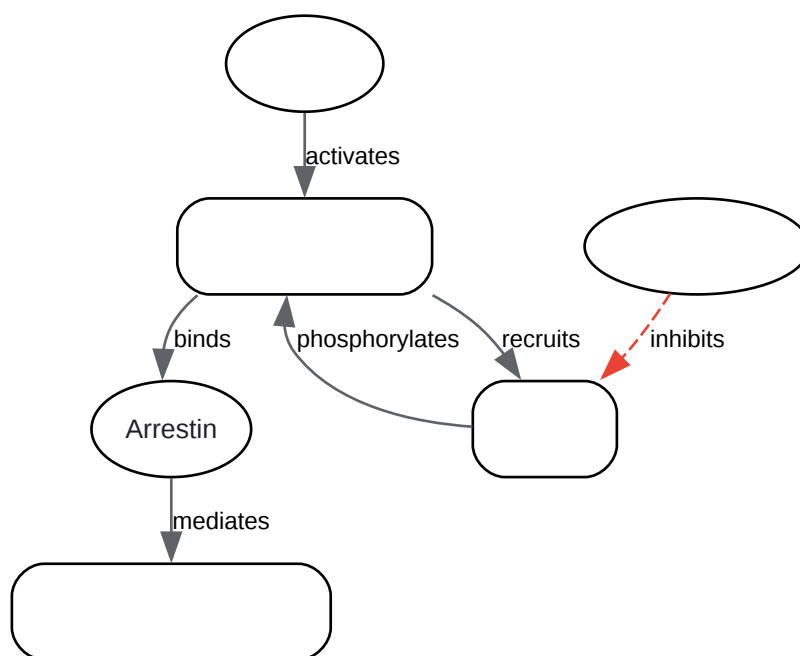 activates
binds
phosphorylates
recruits
inhibits
Arrestin
mediates